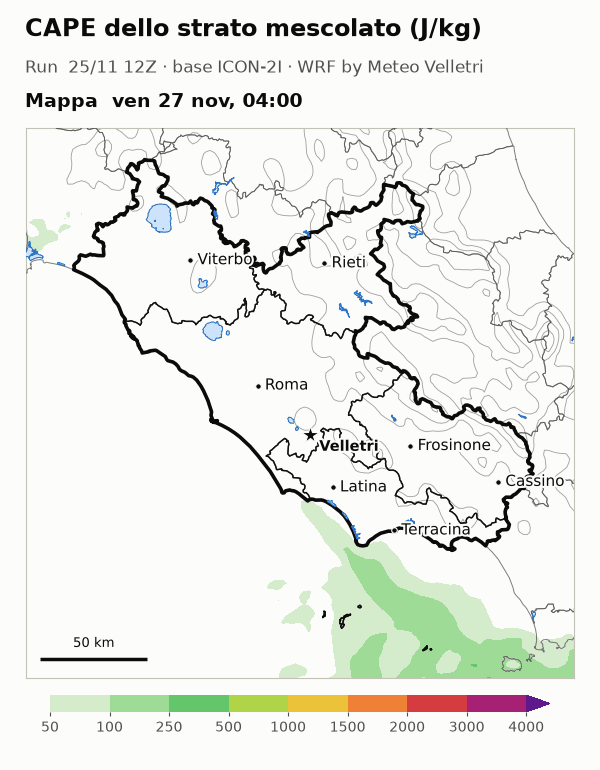 CAPE dello strato mescolato (J/kg)
Run  25/11 12Z · base ICON-2I · WRF by Meteo Velletri
Mappa  ven 27 nov, 04:00
Viterbo
Rieti
Roma
Velletri
Frosinone
Latina
Cassino
Terracina
50 km
50 100 250 500 1000 1500 2000 3000 4000